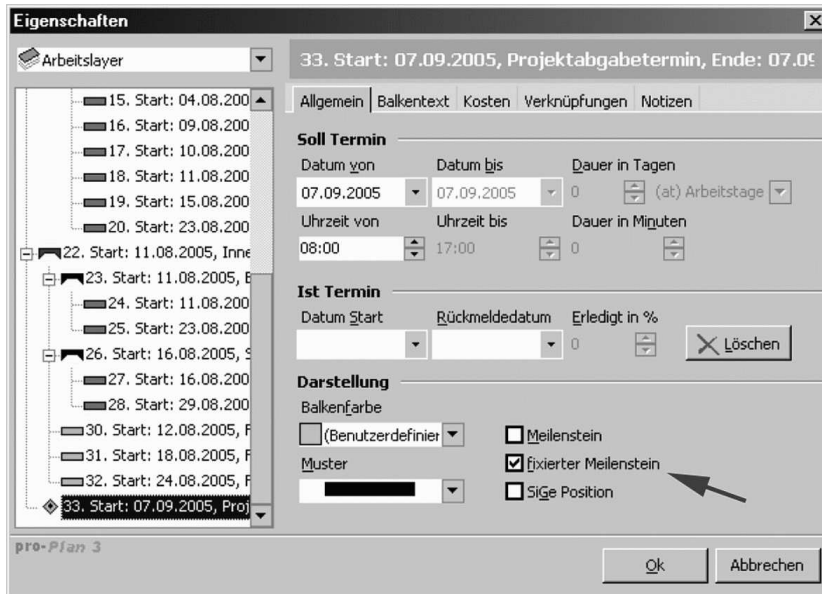 Eigenschaften
Arbeitslayer
33. Start: 07.09.2005, Projektabgabetermin, Ende: 07.09
15. Start: 04.08.200
16. Start: 09.08.200
17. Start: 10.08.200
18. Start: 11.08.200
19. Start: 15.08.200
20. Start: 23.08.200
22. Start: 11.08.2005, Inne
23. Start: 11.08.2005, E
24. Start: 11.08.200
25. Start: 23.08.200
26. Start: 16.08.2005, S
27. Start: 16.08.200
28. Start: 29.08.200
30. Start: 12.08.2005, F
31. Start: 18.08.2005, F
32. Start: 24.08.2005, F
33. Start: 07.09.2005, Proj
Allgemein Balkentext Kosten Verknüpfungen Notizen
Soll Termin
Datum von Datum bis Dauer in Tagen
07.09.2005 07.09.2005 0 (at) Arbeitstage
Uhrzeit von Uhrzeit bis Dauer in Minuten
08:00 17:00 0
Ist Termin
Datum Start Rückmeldedatum Erledigt in %
0 Löschen
Darstellung
Balkenfarbe
(Benutzerdefinier Meilenstein
Muster fixierter Meilenstein
SiGe Position
pro-Plan 3
Ok Abbrechen